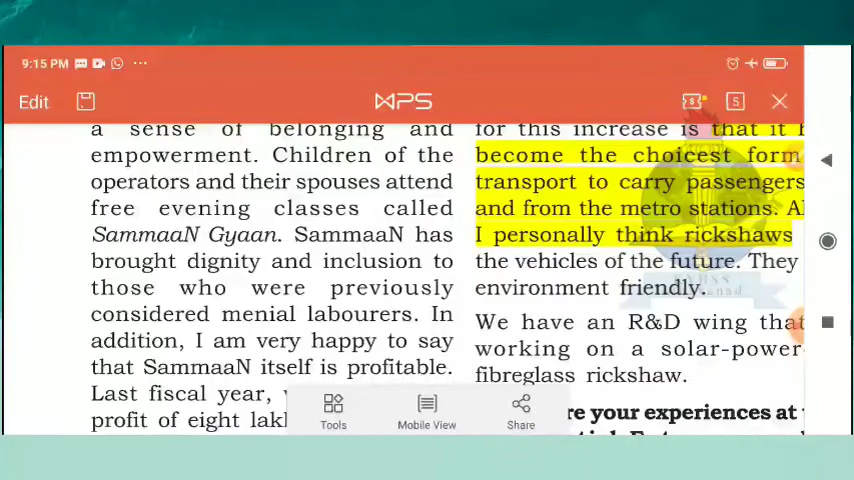 9:15 PM
Edit
WPS
S
a sense of belonging and
empowerment. Children of the
operators and their spouses attend
free evening classes called
SammaaN Gyaan. SammaaN has
brought dignity and inclusion to
those who were previously
considered menial labourers. In
addition, I am very happy to say
that SammaaN itself is profitable.
Last fiscal year,
profit of eight lakh
for this increase is that it
become the choicest form
transport to carry passengers
and from the metro stations.
I personally think rickshaws
the vehicles of the future. They
environment friendly.
We have an R&D wing that
working on a solar-power
fibreglass rickshaw.
re your experiences at
Tools
Mobile View
Share